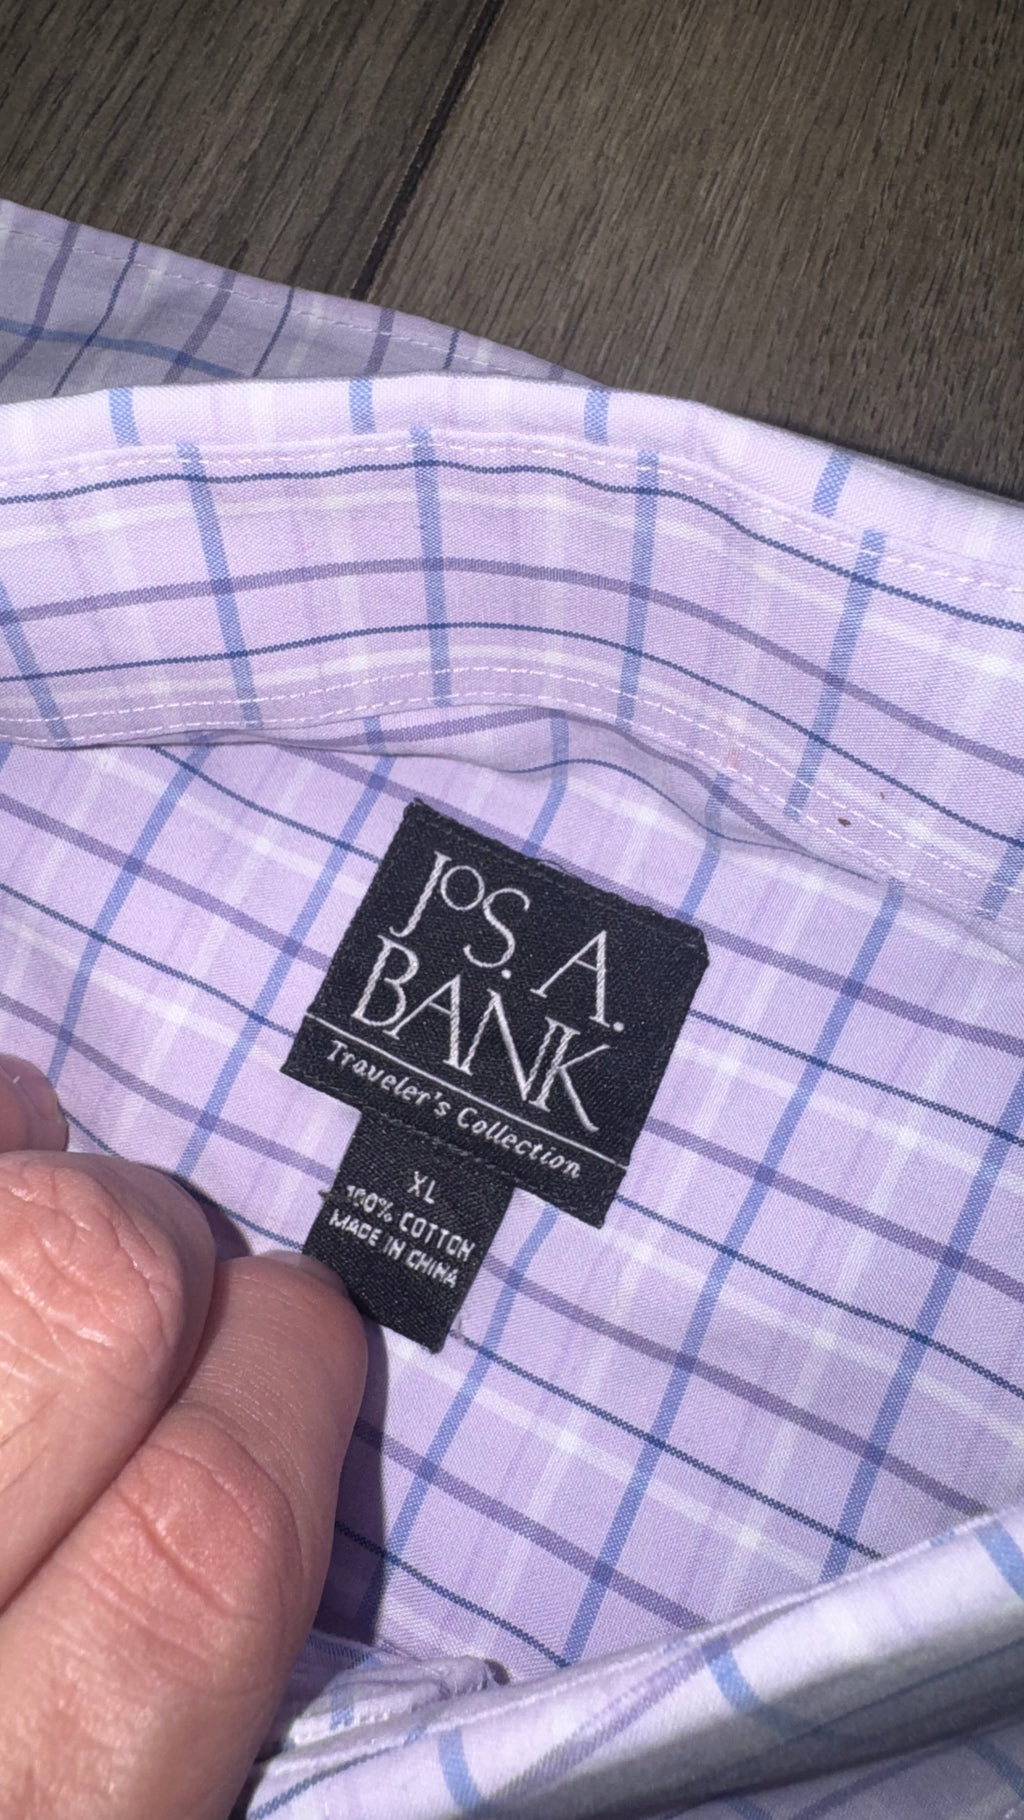 JoS. A.
BANK
Traveler's Collection
XL
100% COTTON
MADE IN CHINA